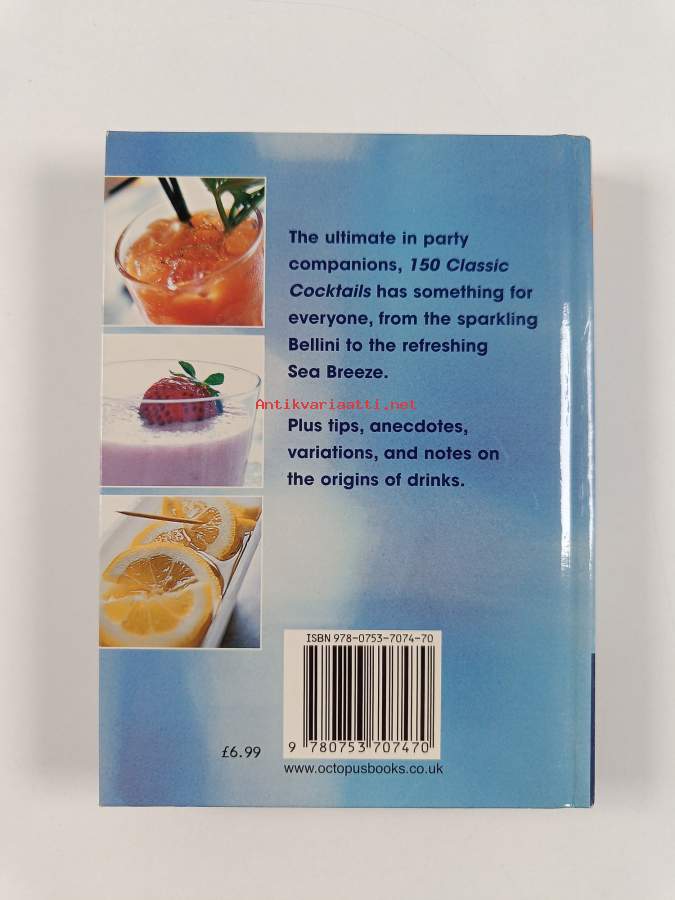 The ultimate in party
companions, 150 Classic
Cocktails has something for
everyone, from the sparkling
Bellini to the refreshing
Sea Breeze.
Antikvariaatti.net
Plus tips, anecdotes,
variations, and notes on
the origins of drinks.
ISBN 978-0753-7074-70
9 780753 707470
£6.99
www.octopusbooks.co.uk